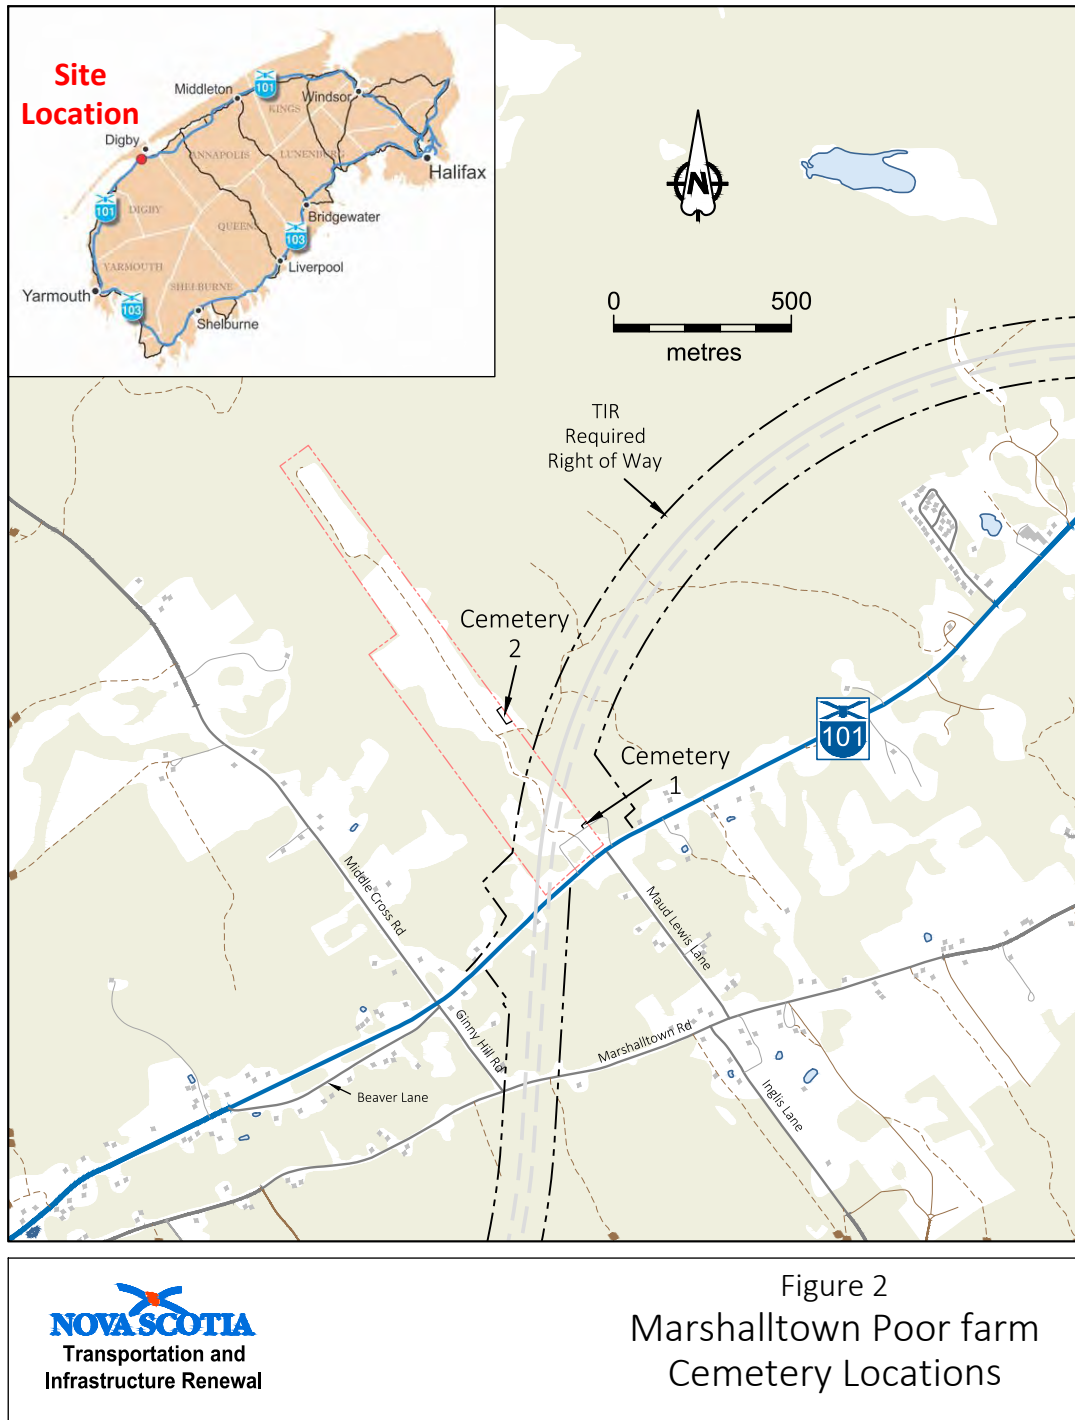 Site
Location
Middleton
101
KINGS
Windsor
Digby
ANNAPOLIS
LUNENBURG
Halifax
101
DIGBY
QUEENS
Bridgewater
103
YARMOUTH
Liverpool
SHELBURNE
Yarmouth
103
Shelburne
N
0
500
metres
TIR
Required
Right of Way
Cemetery
2
101
Cemetery
1
Middle Cross Rd
Maud Lewis Lane
Ginny Hill Rd
Marshalltown Rd
Beaver Lane
Inglis Lane
Figure 2
Marshalltown Poor farm
Cemetery Locations
NOVA SCOTIA
Transportation and
Infrastructure Renewal